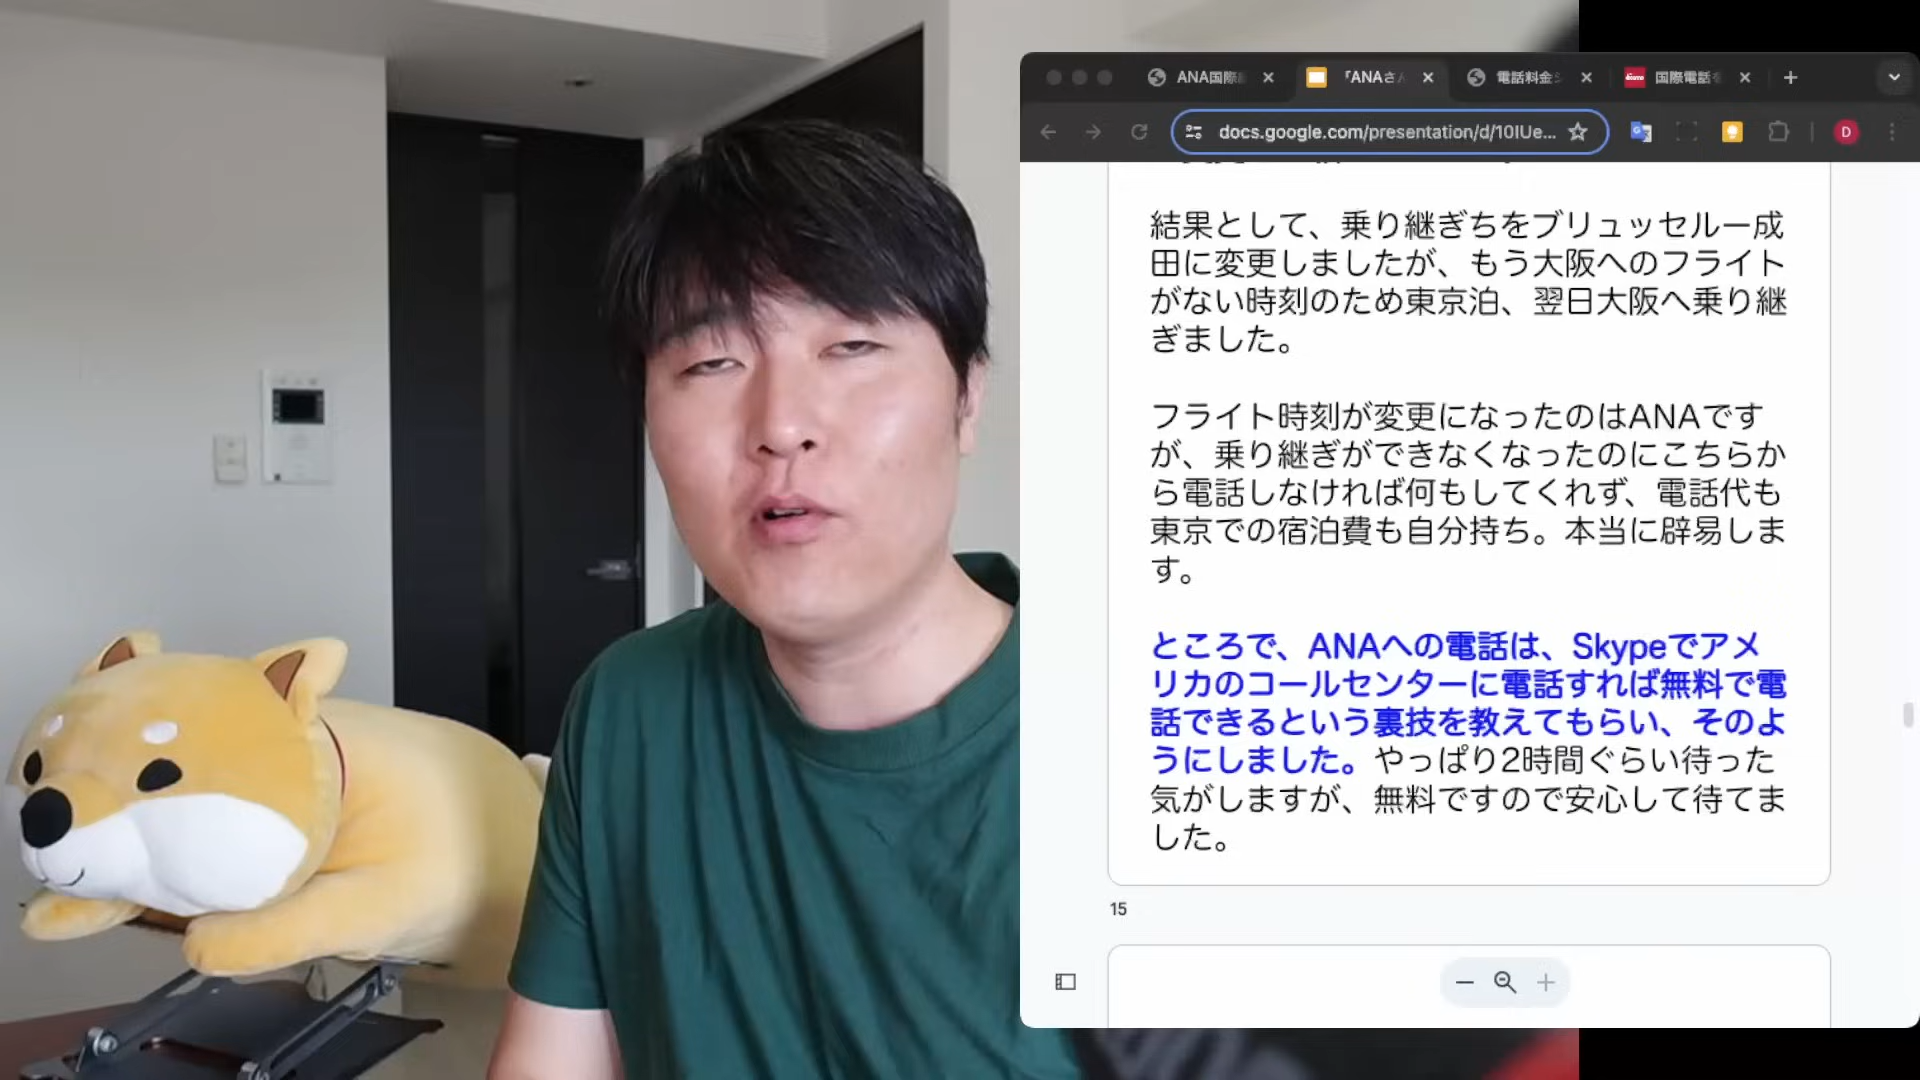 ANA国際
「ANAさん
電話料金シ
国際電話を
docs.google.com/presentation/d/10IUe...
D
結果として、乗り継ぎちをブリュッセルー成
田に変更しましたが、もう大阪へのフライト
がない時刻のため東京泊、翌日大阪へ乗り継
ぎました。
フライト時刻が変更になったのはANAです
が、乗り継ぎができなくなったのにこちらか
ら電話しなければ何もしてくれず、電話代も
東京での宿泊費も自分持ち。本当に辟易しま
す。
ところで、ANAへの電話は、Skypeでアメ
リカのコールセンターに電話すれば無料で電
話できるという裏技を教えてもらい、そのよ
うにしました。やっぱり2時間ぐらい待った
気がしますが、無料ですので安心して待てま
した。
15